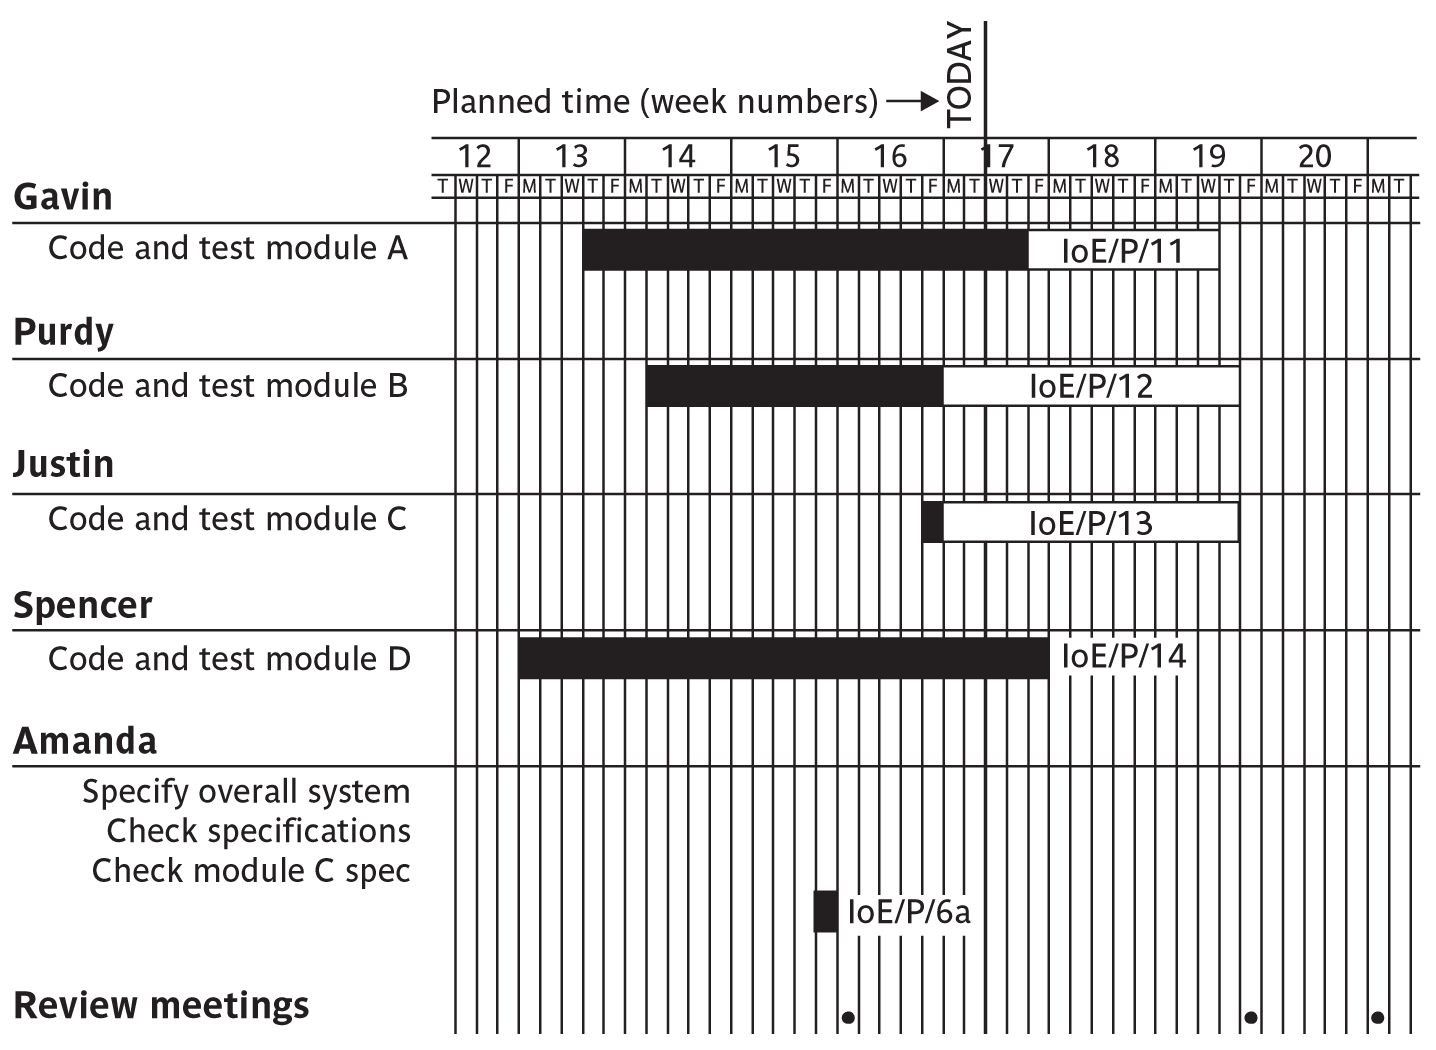 TODAY
Planned time (week numbers)
12 13 14 15 16 17 18 19 20
T W T F M T W T F M T W T F M T W T F M T W T F M T W T F M T W T F M T W T F M T W T F M T
Gavin
Code and test module A IoE/P/11
Purdy
Code and test module B IoE/P/12
Justin
Code and test module C IoE/P/13
Spencer
Code and test module D IoE/P/14
Amanda
Specify overall system
Check specifications
Check module C spec
IoE/P/6a
Review meetings